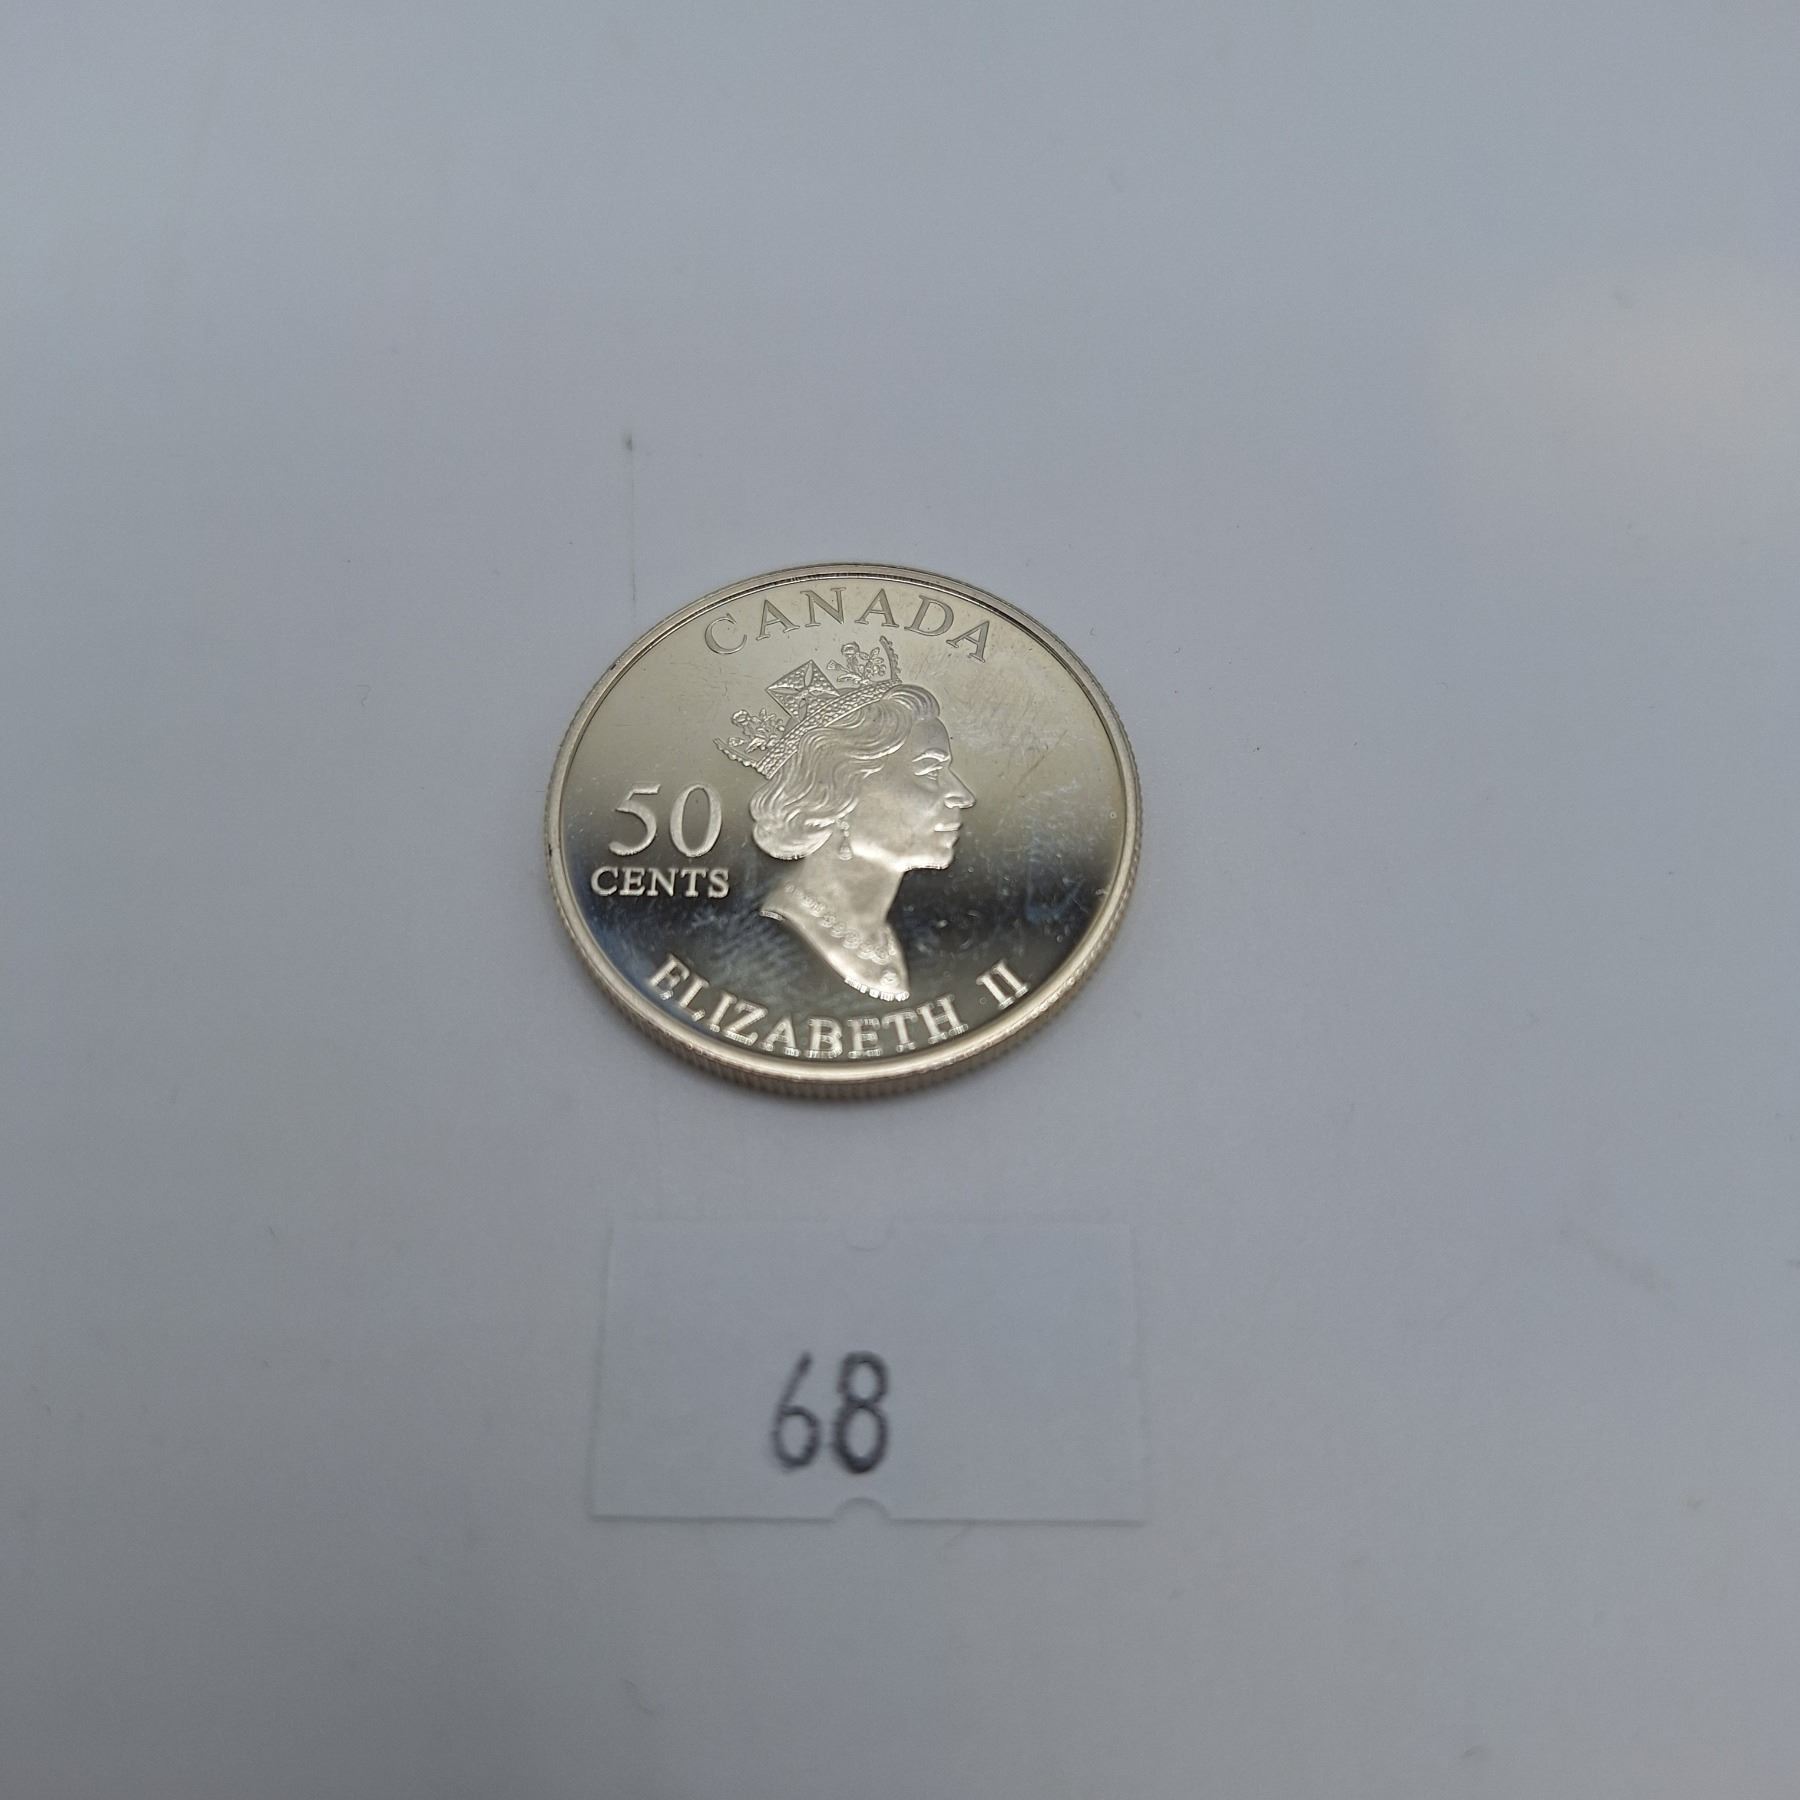 CANADA
50
CENTS
ELIZABETH II
68